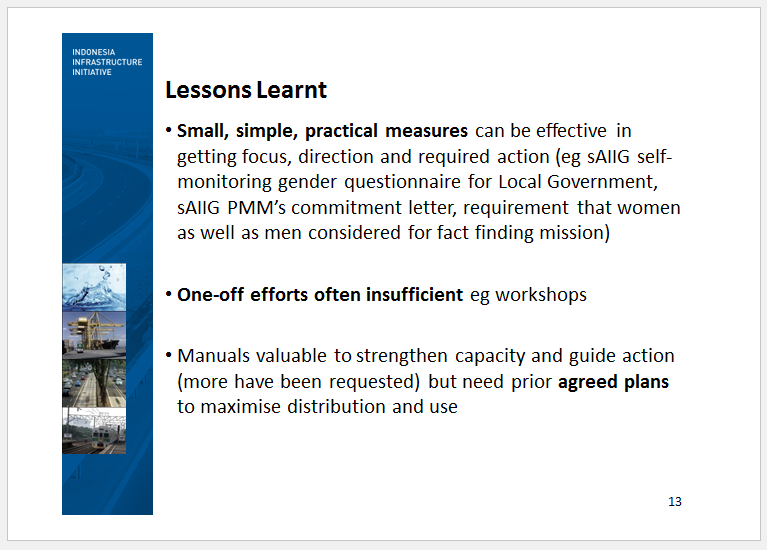 INDONESIA
INFRASTRUCTURE
INITIATIVE
Lessons Learnt
• Small, simple, practical measures can be effective in
getting focus, direction and required action (eg sAIIG self-
monitoring gender questionnaire for Local Government,
sAIIG PMM’s commitment letter, requirement that women
as well as men considered for fact finding mission)
• One-off efforts often insufficient eg workshops
• Manuals valuable to strengthen capacity and guide action
(more have been requested) but need prior agreed plans
to maximise distribution and use
13